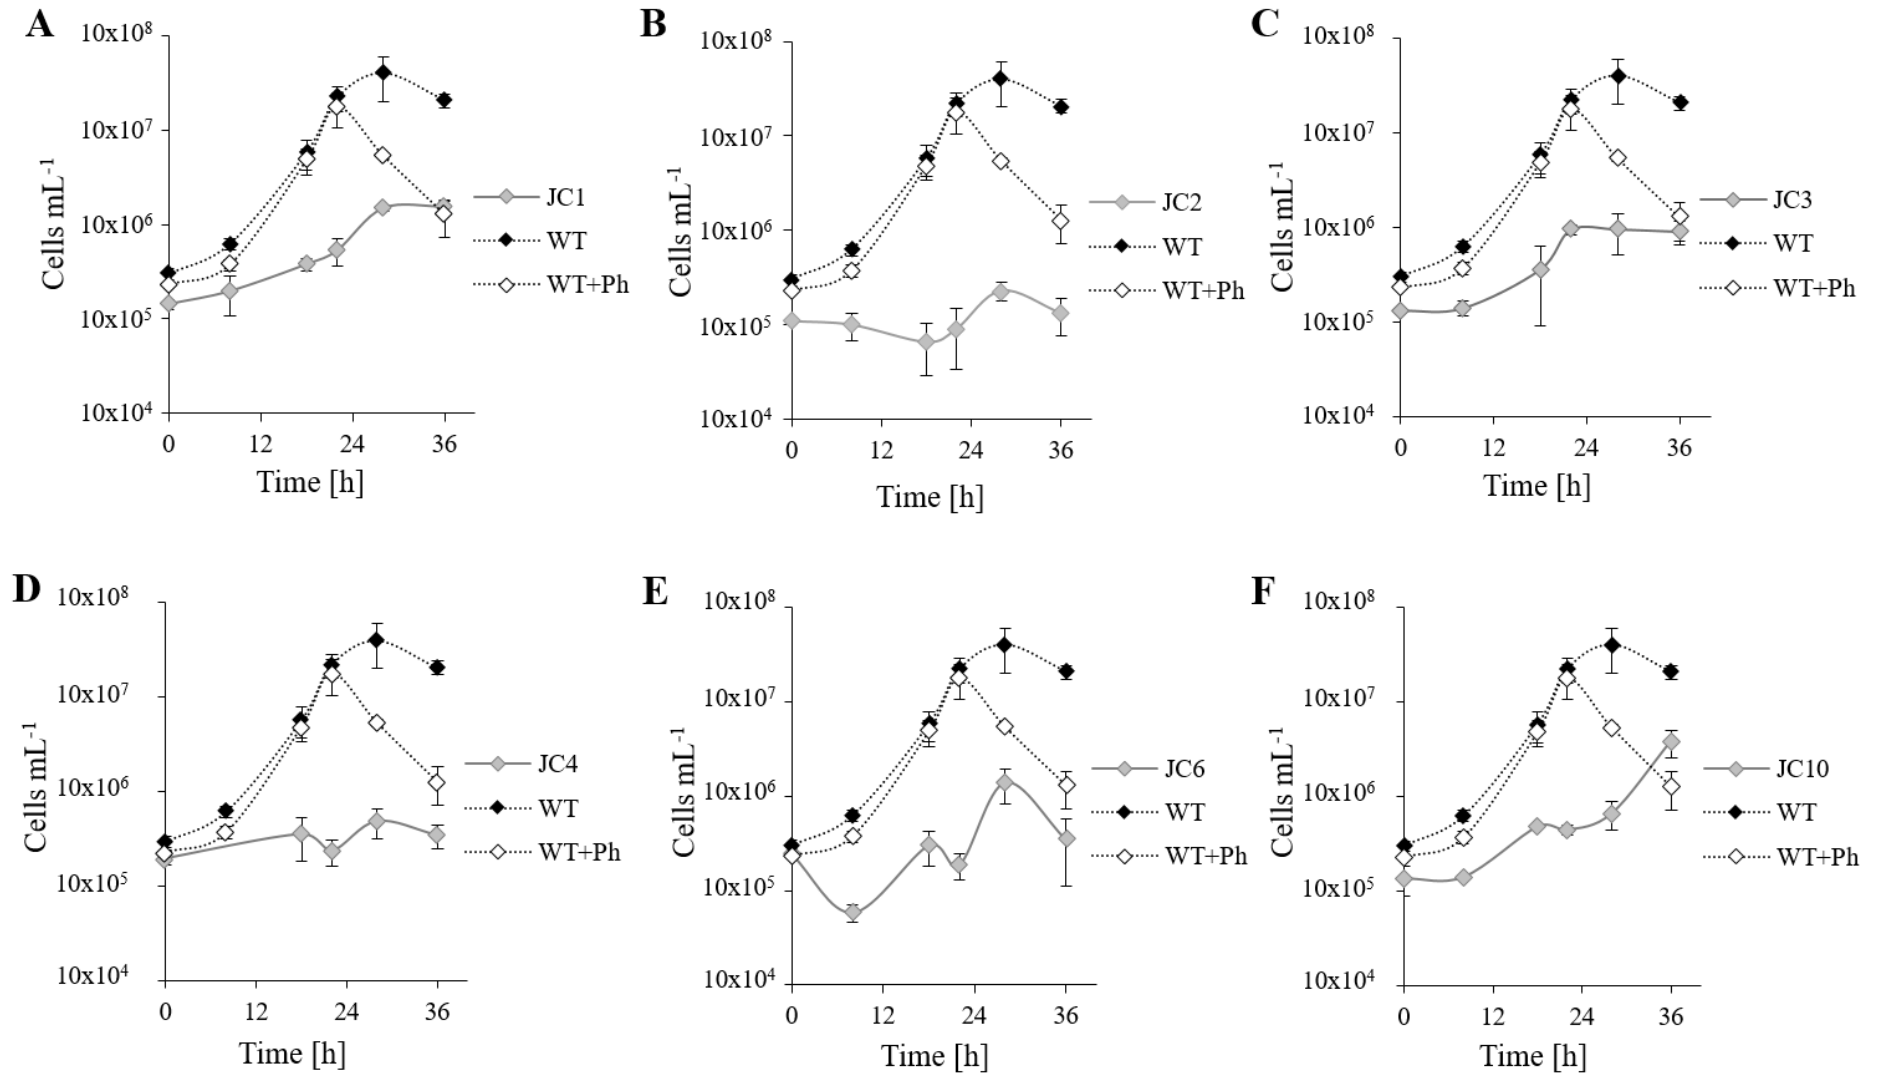 A
10x10⁸
10x10⁷
10x10⁶
10x10⁵
10x10⁴
Cells mL⁻¹
0 12 24 36
Time [h]
JC1
WT
WT+Ph
B
10x10⁸
10x10⁷
10x10⁶
10x10⁵
10x10⁴
Cells mL⁻¹
0 12 24 36
Time [h]
JC2
WT
WT+Ph
C
10x10⁸
10x10⁷
10x10⁶
10x10⁵
10x10⁴
Cells mL⁻¹
0 12 24 36
Time [h]
JC3
WT
WT+Ph
D
10x10⁸
10x10⁷
10x10⁶
10x10⁵
10x10⁴
Cells mL⁻¹
0 12 24 36
Time [h]
JC4
WT
WT+Ph
E
10x10⁸
10x10⁷
10x10⁶
10x10⁵
10x10⁴
Cells mL⁻¹
0 12 24 36
Time [h]
JC6
WT
WT+Ph
F
10x10⁸
10x10⁷
10x10⁶
10x10⁵
10x10⁴
Cells mL⁻¹
0 12 24 36
Time [h]
JC10
WT
WT+Ph